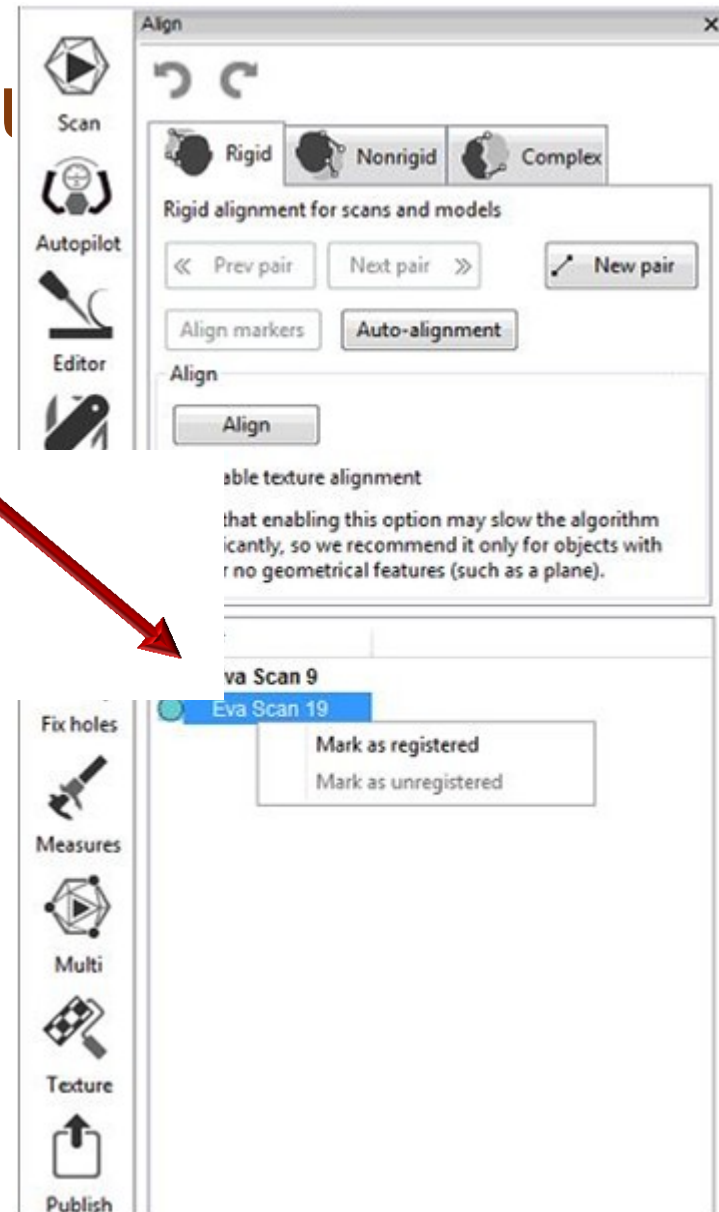 Align
Scan
Rigid
Nonrigid
Complex
Rigid alignment for scans and models
Autopilot
« Prev pair
Next pair »
New pair
Align markers
Auto-alignment
Editor
Align
Align
able texture alignment
that enabling this option may slow the algorithm
icantly, so we recommend it only for objects with
r no geometrical features (such as a plane).
va Scan 9
Eva Scan 19
Fix holes
Mark as registered
Mark as unregistered
Measures
Multi
Texture
Publish